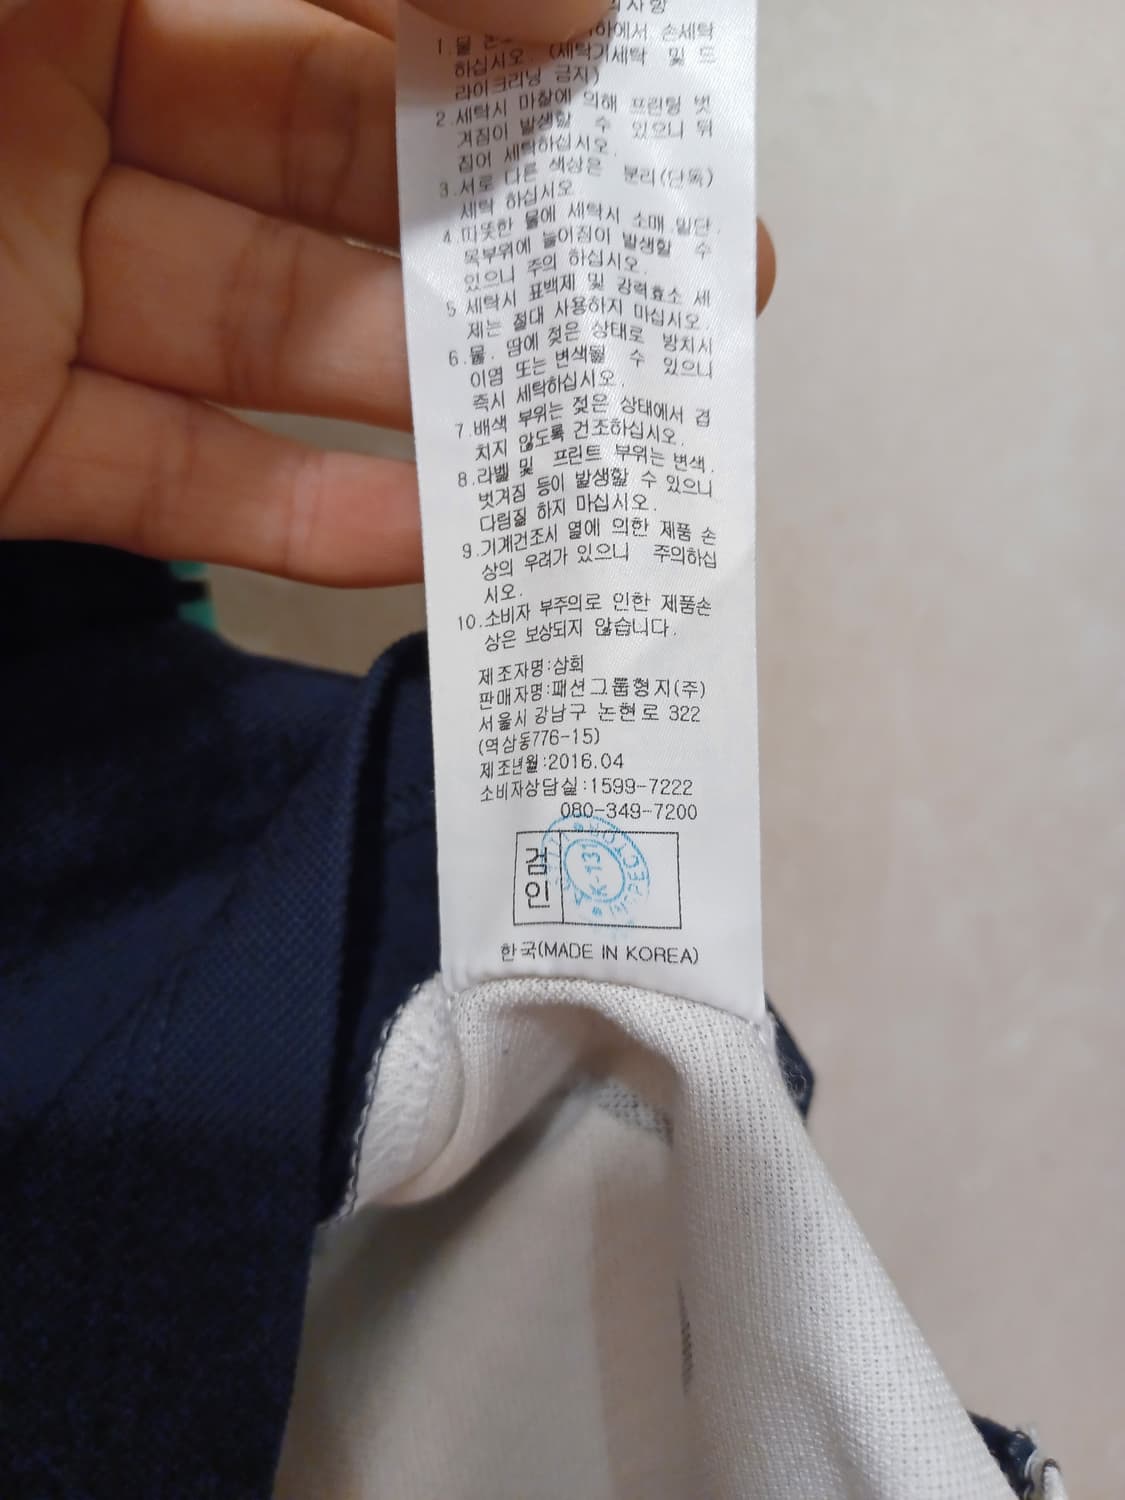 의사항
1.물 하에서 손세탁
하십시오. (세탁기세탁 및 드
라이크리닝 금지)
2.세탁시 마찰에 의해 프린팅 벗
겨짐이 발생할 수 있으니 뒤
집어 세탁하십시오.
3.서로 다른 색상은 분리(단독)
세탁 하십시오
4.따뜻한 물에 세탁시 소매.밑단.
목부위에 늘어짐이 발생할 수
있으니 주의 하십시오.
5 세탁시 표백제 및 강력효소 세
제는 절대 사용하지 마십시오.
6.물. 땀에 젖은 상태로 방치시
이염 또는 변색될 수 있으니
즉시 세탁하십시오.
7.배색 부위는 젖은 상태에서 겹
치지 않도록 건조하십시오.
8.라벨 및 프린트 부위는 변색.
벗겨짐 등이 발생할 수 있으니
다림질 하지 마십시오.
9.기계건조시 열에 의한 제품 손
상의 우려가 있으니 주의하십
시오.
10.소비자 부주의로 인한 제품손
상은 보상되지 않습니다.
제조자명:삼희
판매자명:패션그룹형지(주)
서울시 강남구 논현로 322
(역삼동776-15)
제조년월:2016.04
소비자상담실:1599-7222
080-349-7200
검
인
K-131
한국(MADE IN KOREA)